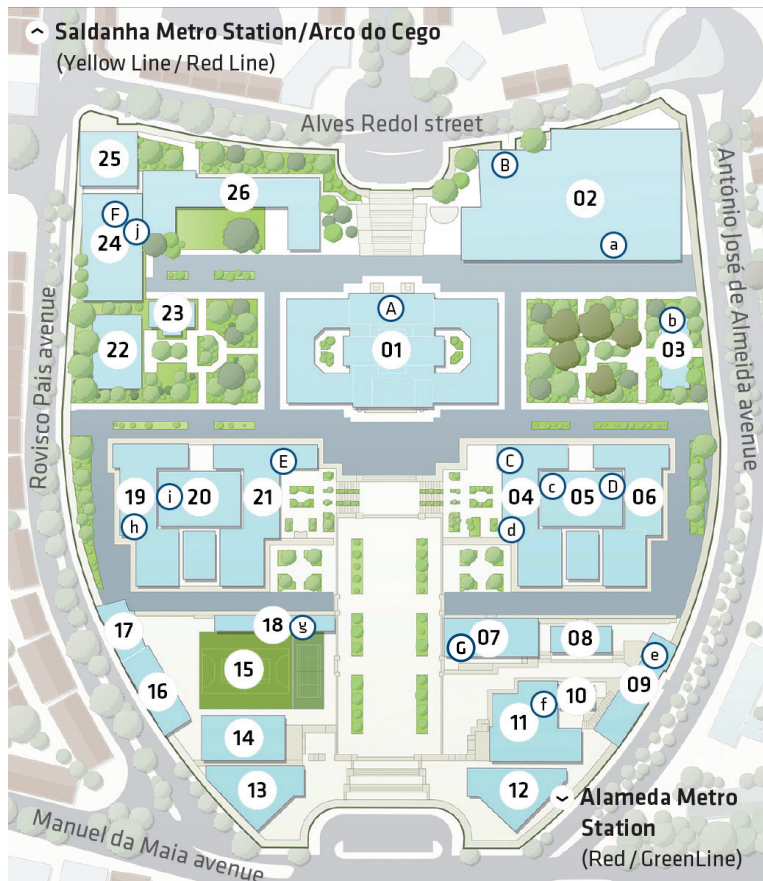 Saldanha Metro Station/Arco do Cego
(Yellow Line / Red Line)
Alves Redol street
25
B
26
02
F
j
24
a
António José de Almeida avenue
Rovisco Pais avenue
A
23
b
22
01
03
E
C
19
i
20
21
04
c
05
D
06
h
d
17
18
g
07
08
G
15
e
16
10
09
f
11
14
13
12
Alameda Metro
Station
(Red / GreenLine)
Manuel da Maia avenue